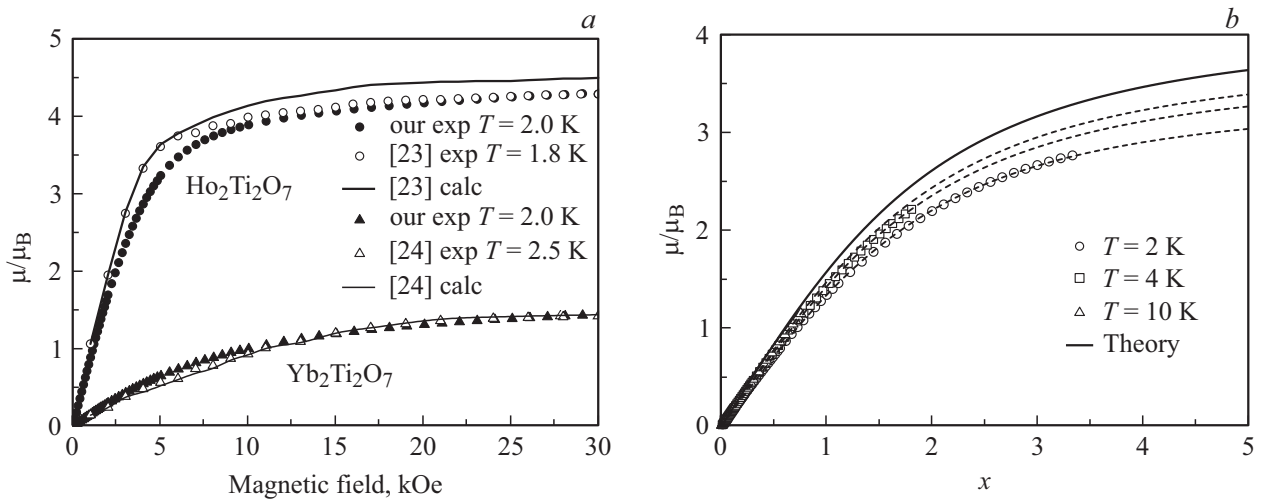 a
5
4
3
2
1
0
μ/μB
our exp T = 2.0 K
[23] exp T = 1.8 K
[23] calc
our exp T = 2.0 K
[24] exp T = 2.5 K
[24] calc
Ho2Ti2O7
Yb2Ti2O7
0 5 10 15 20 25 30
Magnetic field, kOe
b
5
4
3
2
1
0
μ/μB
T = 2 K
T = 4 K
T = 10 K
Theory
0 1 2 3 4 5
x